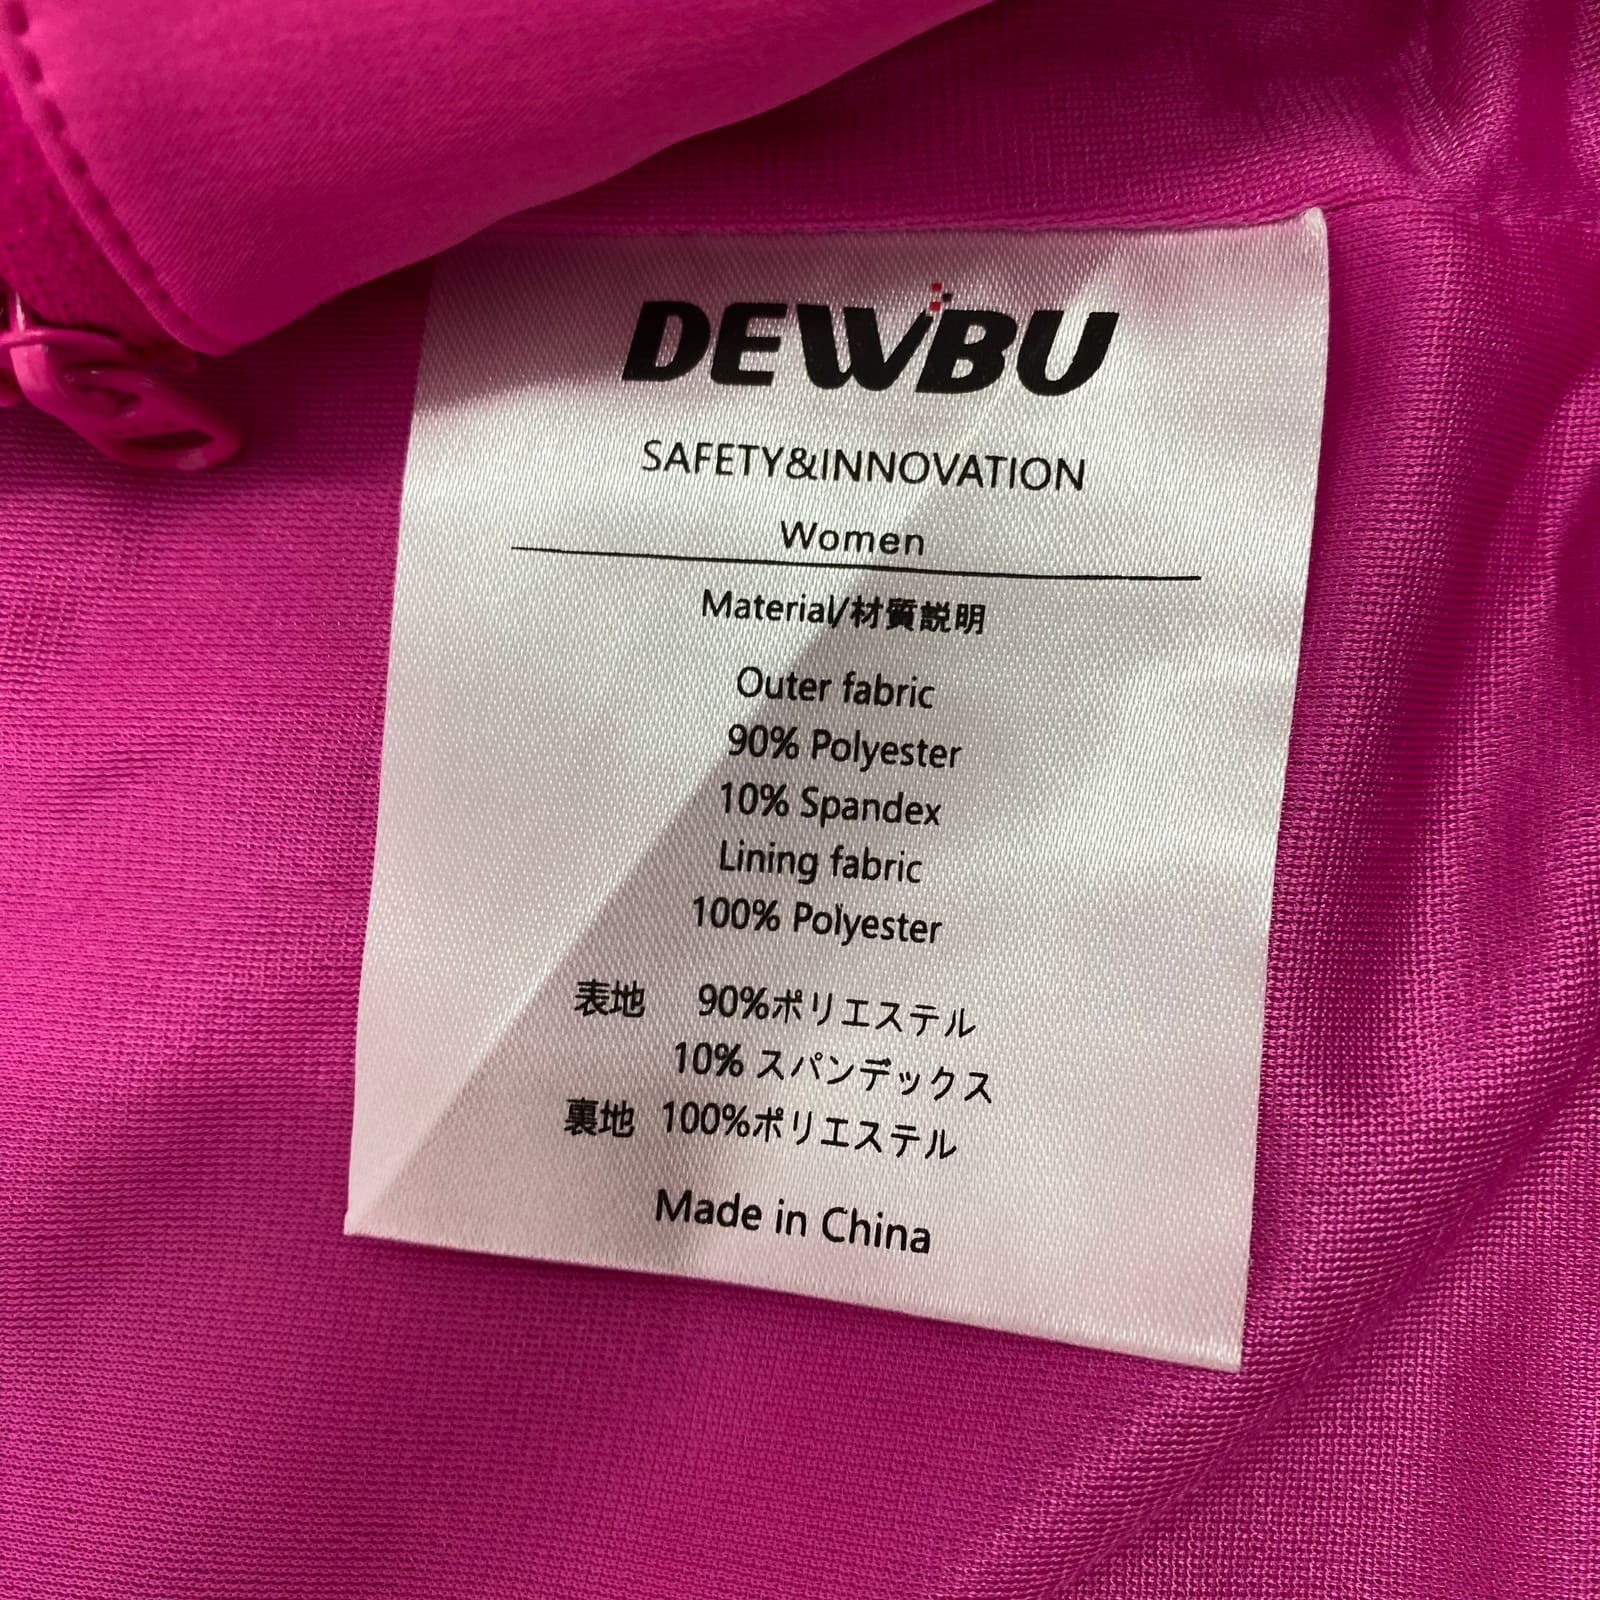 DEWBU
SAFETY&INNOVATION
Women
Material/材質説明
Outer fabric
90% Polyester
10% Spandex
Lining fabric
100% Polyester
表地 90%ポリエステル
10% スパンデックス
裏地 100%ポリエステル
Made in China